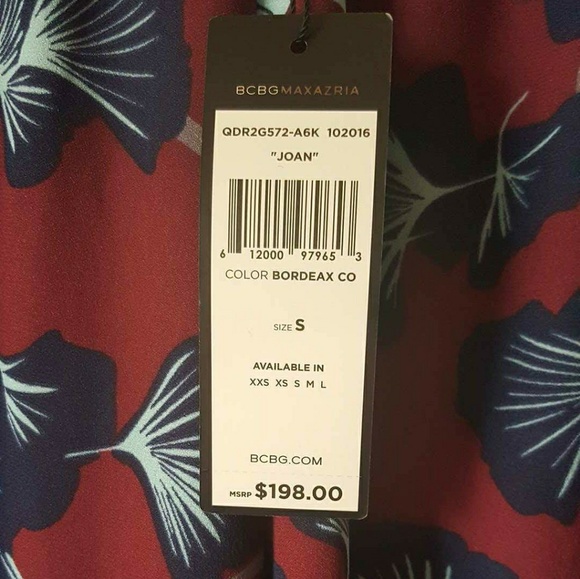 BCBGMAXAZRIA
QDR2G572-A6K 102016
"JOAN"
6 12000 97965 3
COLOR BORDEAX CO
SIZE S
AVAILABLE IN
XXS XS S M L
BCBG.COM
MSRP $198.00